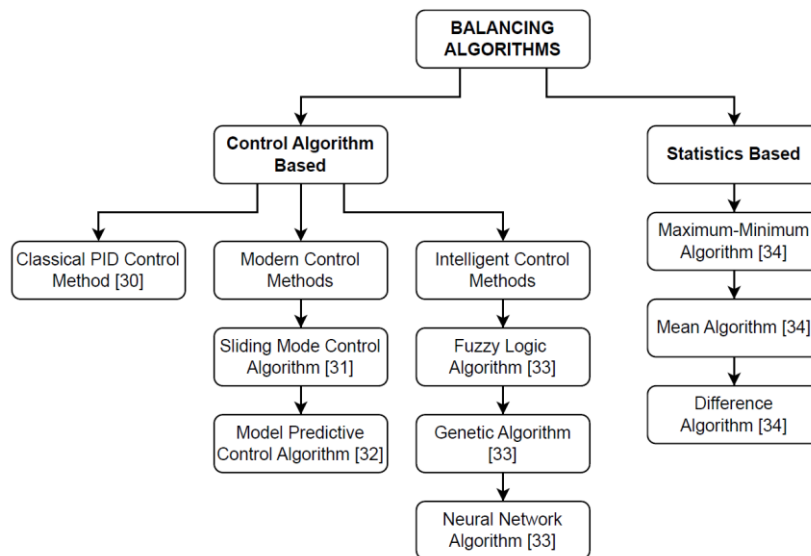 BALANCING
ALGORITHMS
Control Algorithm
Based
Statistics Based
Classical PID Control
Method [30]
Modern Control
Methods
Intelligent Control
Methods
Maximum-Minimum
Algorithm [34]
Sliding Mode Control
Algorithm [31]
Fuzzy Logic
Algorithm [33]
Mean Algorithm [34]
Model Predictive
Control Algorithm [32]
Genetic Algorithm
[33]
Difference
Algorithm [34]
Neural Network
Algorithm [33]